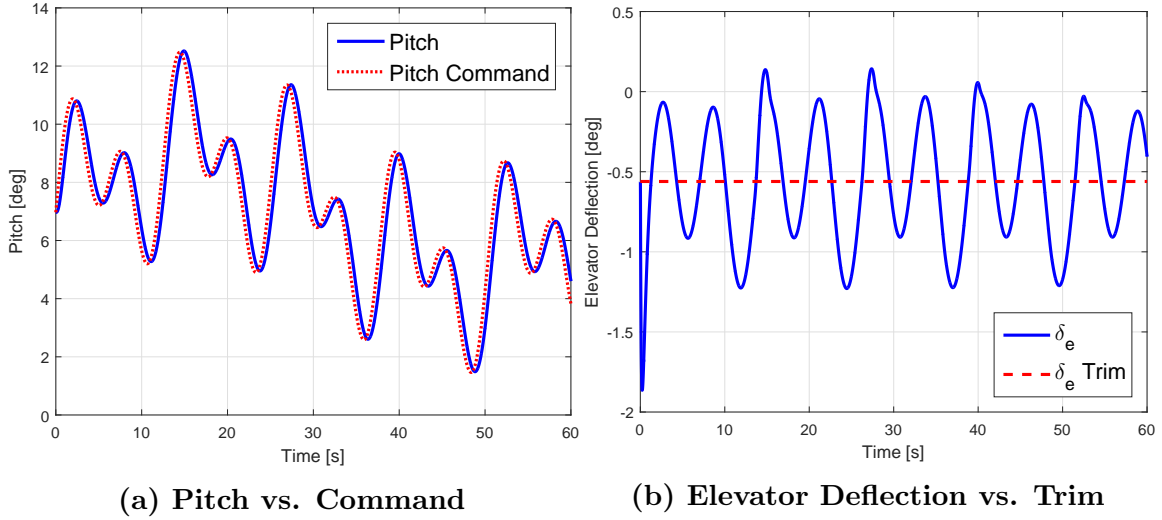 14
12
10
8
6
4
2
0
Pitch [deg]
Pitch
Pitch Command
0 10 20 30 40 50 60
Time [s]
(a) Pitch vs. Command
0.5
0
-0.5
-1
-1.5
-2
Elevator Deflection [deg]
δe
δe Trim
0 10 20 30 40 50 60
Time [s]
(b) Elevator Deflection vs. Trim